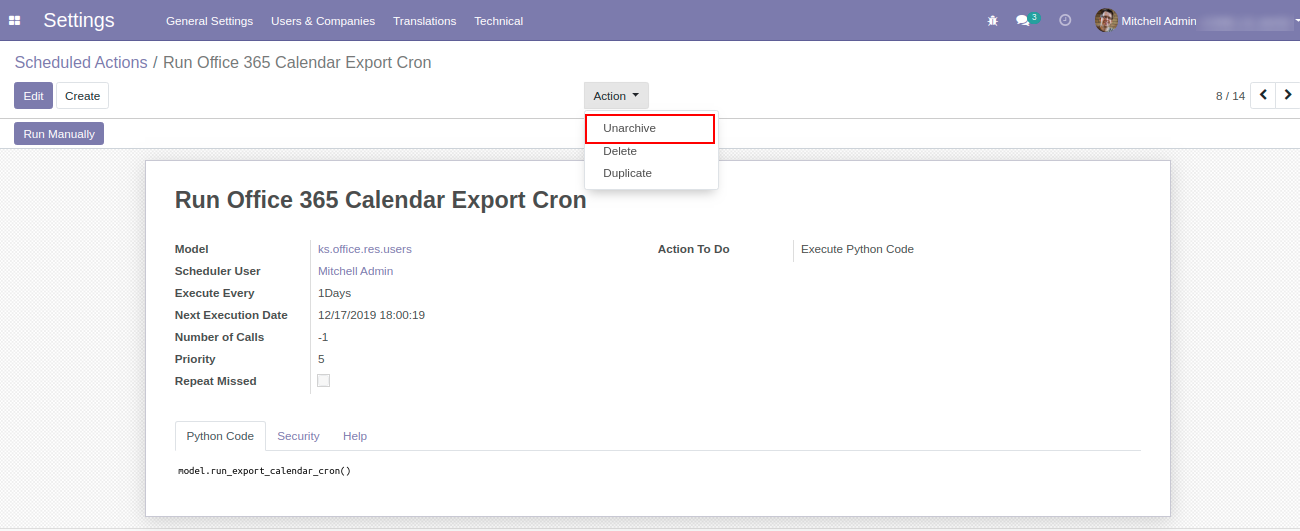 Settings General Settings Users & Companies Translations Technical 3 Mitchell Admin
Scheduled Actions / Run Office 365 Calendar Export Cron
Edit Create Action 8 / 14
Unarchive
Run Manually
Delete
Duplicate
Run Office 365 Calendar Export Cron
Model ks.office.res.users Action To Do Execute Python Code
Scheduler User Mitchell Admin
Execute Every 1Days
Next Execution Date 12/17/2019 18:00:19
Number of Calls -1
Priority 5
Repeat Missed
Python Code Security Help
model.run_export_calendar_cron()